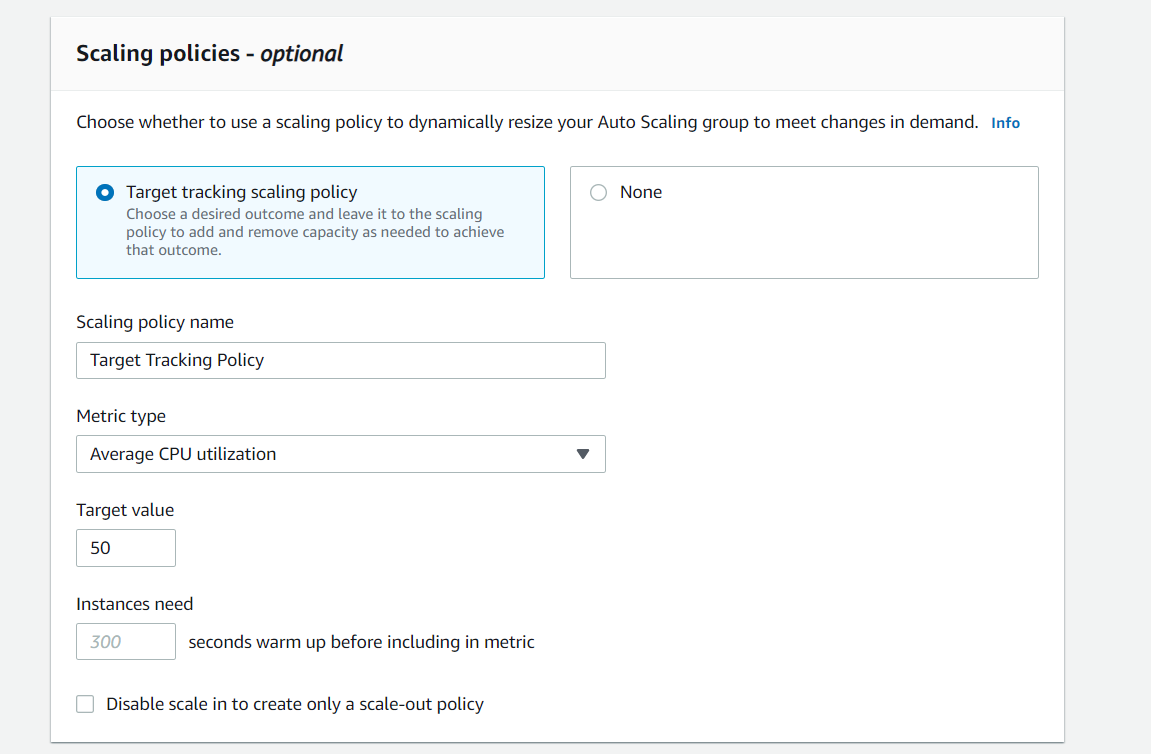 Scaling policies - optional
Choose whether to use a scaling policy to dynamically resize your Auto Scaling group to meet changes in demand. Info
Target tracking scaling policy
Choose a desired outcome and leave it to the scaling
policy to add and remove capacity as needed to achieve
that outcome.
None
Scaling policy name
Target Tracking Policy
Metric type
Average CPU utilization
Target value
50
Instances need
300 seconds warm up before including in metric
Disable scale in to create only a scale-out policy